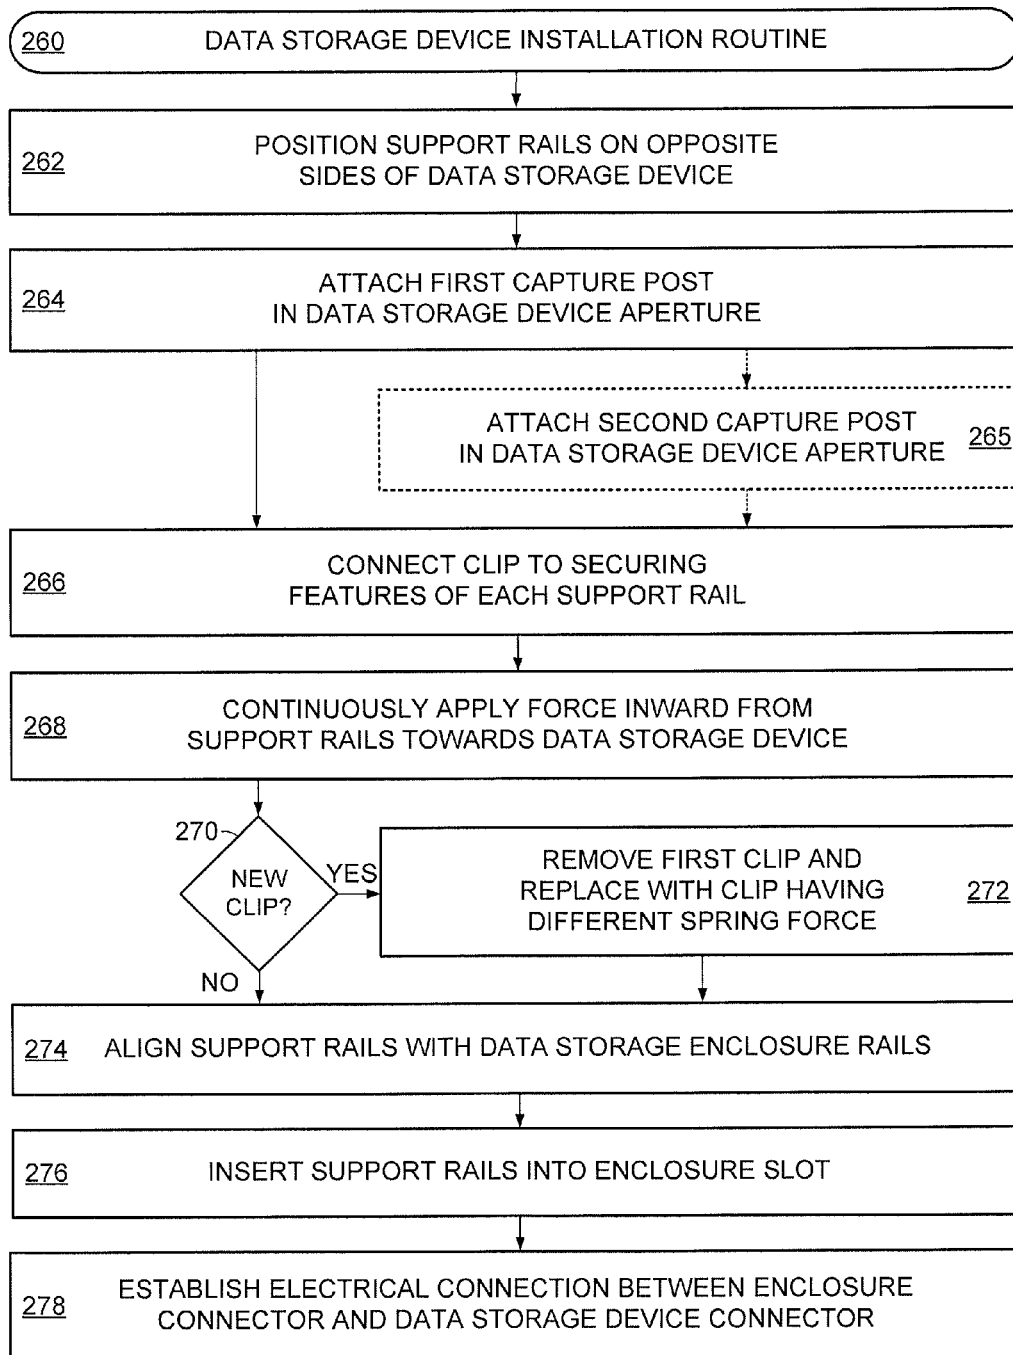 260 DATA STORAGE DEVICE INSTALLATION ROUTINE
262 POSITION SUPPORT RAILS ON OPPOSITE
SIDES OF DATA STORAGE DEVICE
264 ATTACH FIRST CAPTURE POST
IN DATA STORAGE DEVICE APERTURE
ATTACH SECOND CAPTURE POST
IN DATA STORAGE DEVICE APERTURE 265
266 CONNECT CLIP TO SECURING
FEATURES OF EACH SUPPORT RAIL
268 CONTINUOUSLY APPLY FORCE INWARD FROM
SUPPORT RAILS TOWARDS DATA STORAGE DEVICE
270
NEW
CLIP?
YES
NO
REMOVE FIRST CLIP AND
REPLACE WITH CLIP HAVING
DIFFERENT SPRING FORCE 272
274 ALIGN SUPPORT RAILS WITH DATA STORAGE ENCLOSURE RAILS
276 INSERT SUPPORT RAILS INTO ENCLOSURE SLOT
278 ESTABLISH ELECTRICAL CONNECTION BETWEEN ENCLOSURE
CONNECTOR AND DATA STORAGE DEVICE CONNECTOR